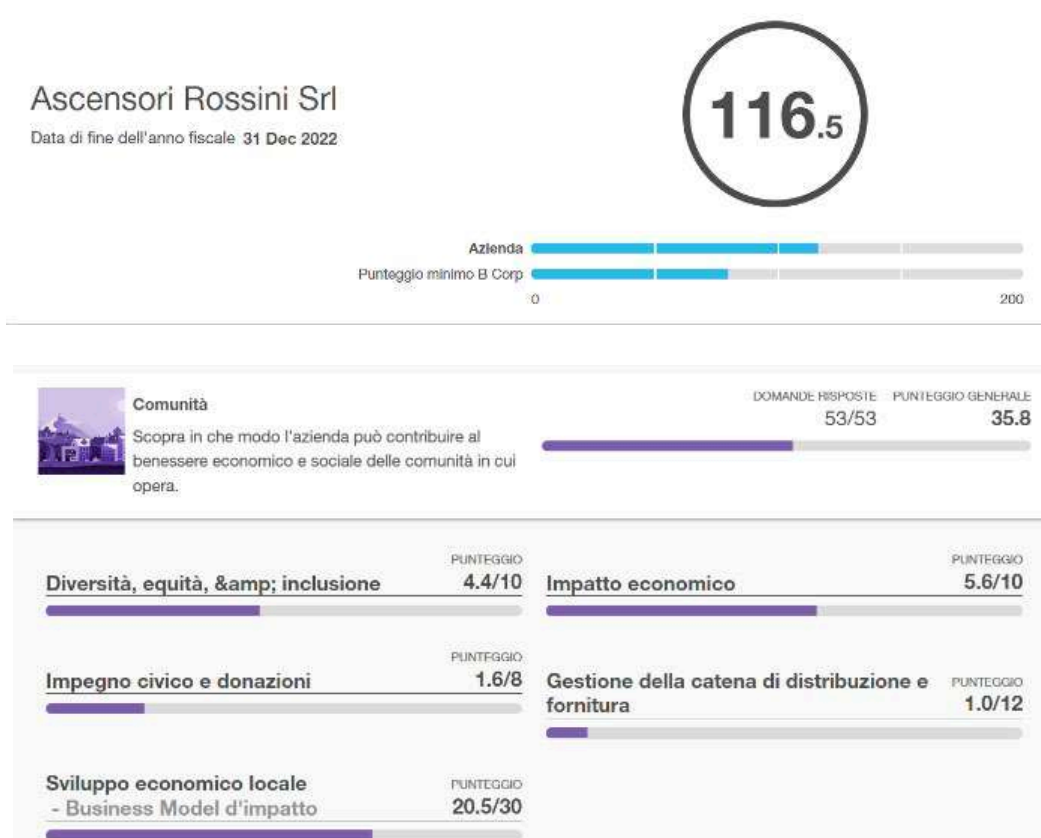 Ascensori Rossini Srl
Data di fine dell'anno fiscale 31 Dec 2022
116.5
Azienda
Punteggio minimo B Corp
0 200
Comunità
Scopra in che modo l'azienda può contribuire al
benessere economico e sociale delle comunità in cui
opera.
DOMANDE RISPOSTE PUNTEGGIO GENERALE
53/53 35.8
PUNTEGGIO
Diversità, equità, &amp; inclusione 4.4/10
PUNTEGGIO
Impatto economico 5.6/10
PUNTEGGIO
Impegno civico e donazioni 1.6/8
Gestione della catena di distribuzione e PUNTEGGIO
fornitura 1.0/12
Sviluppo economico locale PUNTEGGIO
- Business Model d'impatto 20.5/30